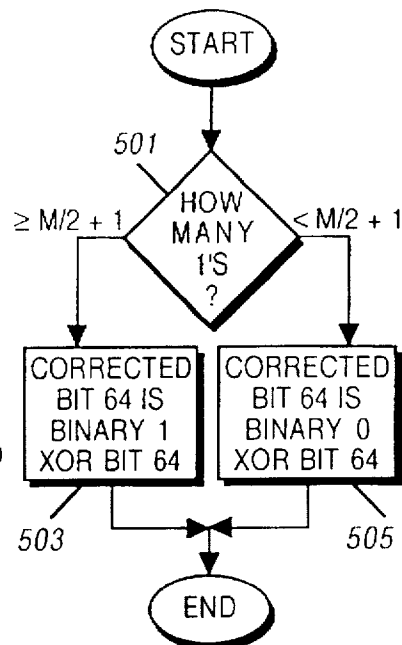 START
501
≥ M/2 + 1
HOW
MANY
1'S
?
< M/2 + 1
CORRECTED
BIT 64 IS
BINARY 1
XOR BIT 64
CORRECTED
BIT 64 IS
BINARY 0
XOR BIT 64
503
505
END